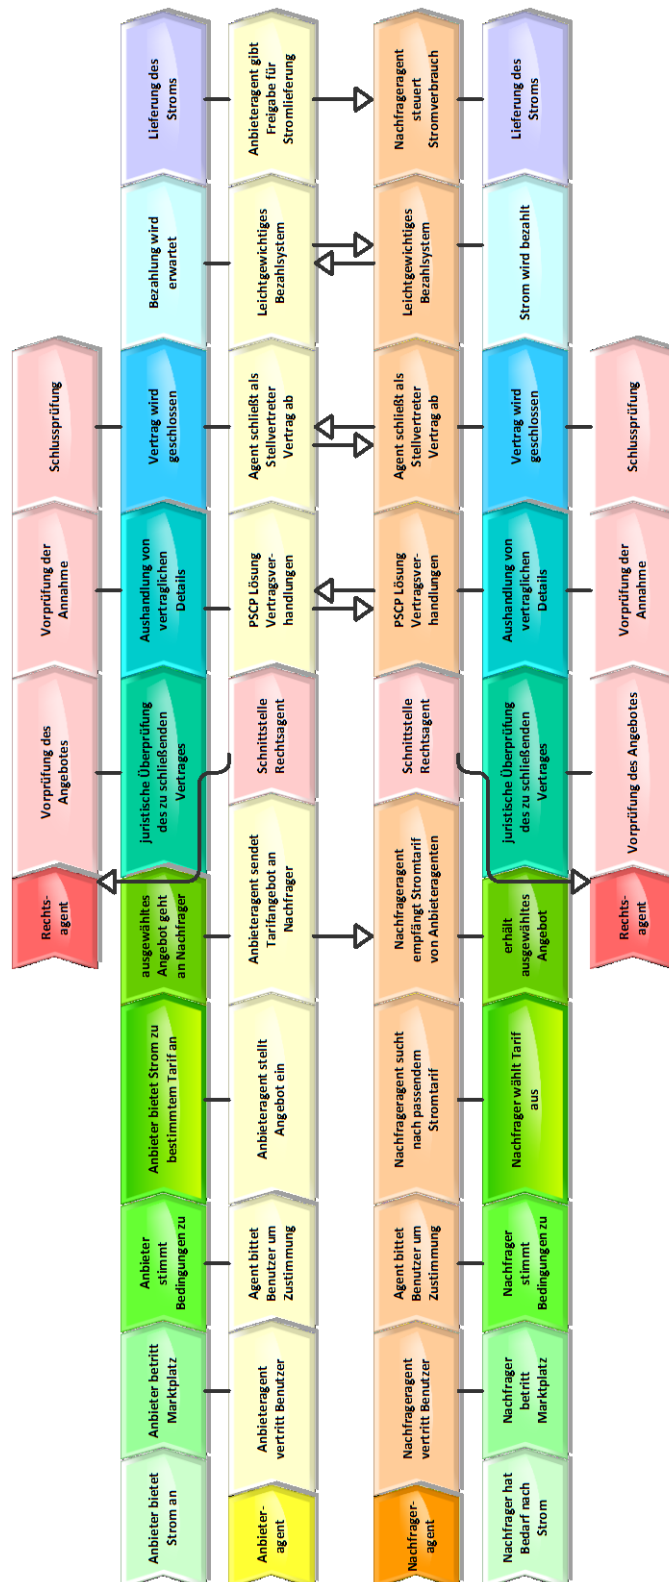 Rechts-
agent
Vorprüfung des
Angebotes
Vorprüfung der
Annahme
Schlussprüfung
Anbieter bietet
Strom an
Anbieter betritt
Marktplatz
Anbieter
stimmt
Bedingungen zu
Anbieter bietet Strom zu
bestimmtem Tarif an
ausgewähltes
Angebot geht
an Nachfrager
juristische Überprüfung
des zu schließenden
Vertrages
Aushandlung von
vertraglichen
Details
Vertrag wird
geschlossen
Bezahlung wird
erwartet
Lieferung des
Stroms
Anbieter-
agent
Anbieteragent
vertritt Benutzer
Agent bittet
Benutzer um
Zustimmung
Anbieteragent stellt
Angebot ein
Anbieteragent sendet
Tarifangebot an
Nachfrager
Schnittstelle
Rechtsagent
PSCP Lösung
Vertragsver-
handlungen
Agent schließt als
Stellvertreter
Vertrag ab
Leichtgewichtiges
Bezahlsystem
Anbieteragent gibt
Freigabe für
Stromlieferung
Nachfrager-
agent
Nachfrageragent
vertritt Benutzer
Agent bittet
Benutzer um
Zustimmung
Nachfrageragent sucht
nach passendem
Stromtarif
Nachfrageragent
empfängt Stromtarif
von Anbieteragenten
Schnittstelle
Rechtsagent
PSCP Lösung
Vertragsver-
handlungen
Agent schließt als
Stellvertreter
Vertrag ab
Leichtgewichtiges
Bezahlsystem
Nachfrageragent
steuert
Stromverbrauch
Nachfrager hat
Bedarf nach
Strom
Nachfrager
betritt
Marktplatz
Nachfrager
stimmt
Bedingungen zu
Nachfrager wählt Tarif
aus
erhält
ausgewähltes
Angebot
juristische Überprüfung
des zu schließenden
Vertrages
Aushandlung von
vertraglichen
Details
Vertrag wird
geschlossen
Strom wird bezahlt
Lieferung des
Stroms
Rechts-
agent
Vorprüfung des Angebotes
Vorprüfung der
Annahme
Schlussprüfung